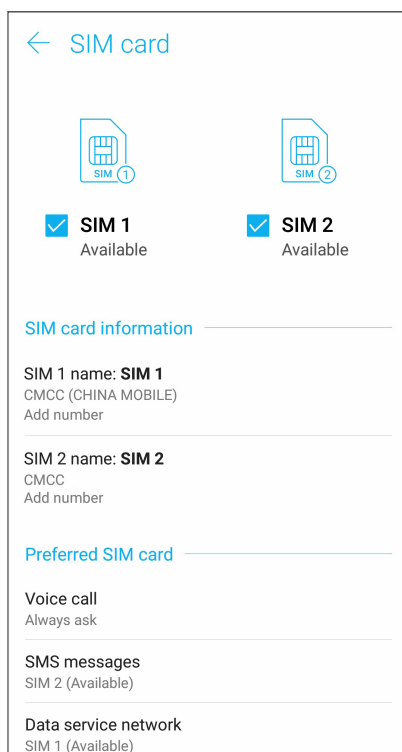 SIM card
SIM 1
SIM 2
SIM 1
SIM 2
Available
Available
SIM card information
SIM 1 name: SIM 1
CMCC (CHINA MOBILE)
Add number
SIM 2 name: SIM 2
CMCC
Add number
Preferred SIM card
Voice call
Always ask
SMS messages
SIM 2 (Available)
Data service network
SIM 1 (Available)